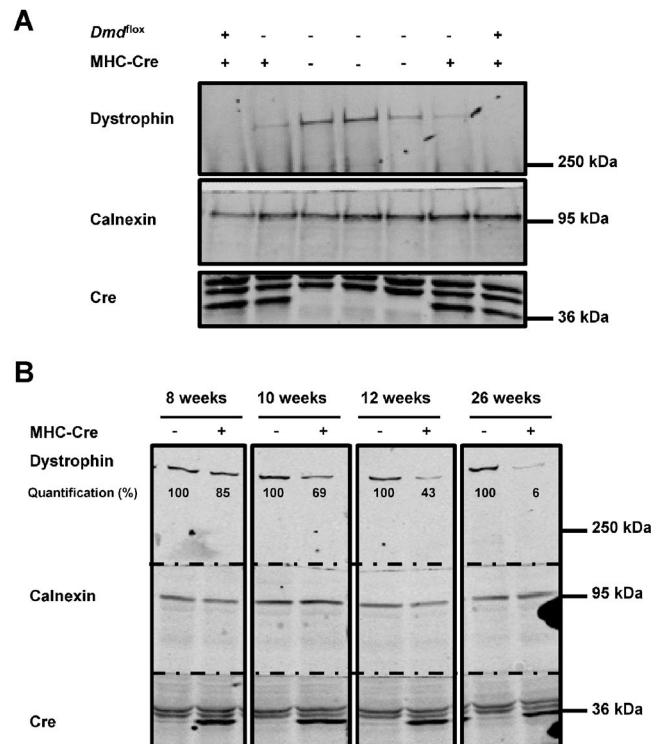 A
Dmdflox + - - - - - +
MHC-Cre + + - - - + +
Dystrophin
250 kDa
Calnexin
95 kDa
Cre
36 kDa
B
8 weeks 10 weeks 12 weeks 26 weeks
MHC-Cre - + - + - + - +
Dystrophin
Quantification (%) 100 85 100 69 100 43 100 6
250 kDa
Calnexin
95 kDa
36 kDa
Cre